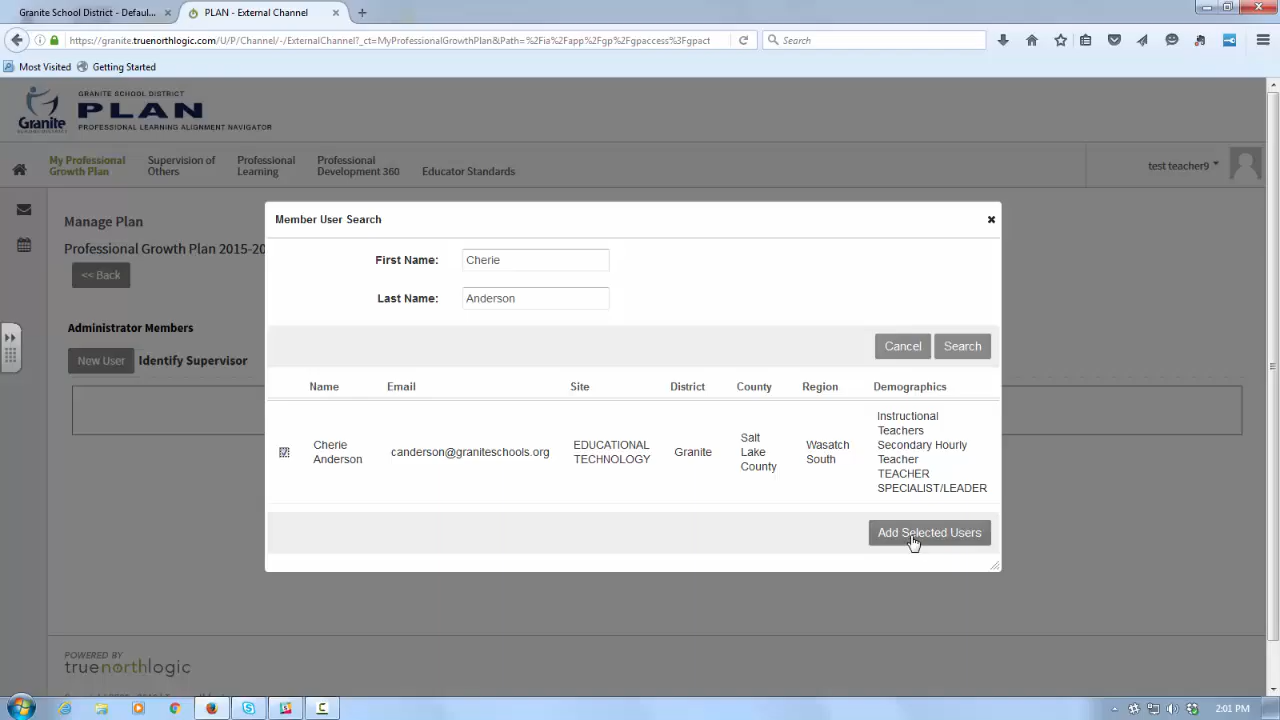 Granite School District - Defaul...
PLAN - External Channel
https://granite.truenorthlogic.com/U/P/Channel/-/ExternalChannel?_ct=MyProfessionalGrowthPlan&Path=%2Fia%2Fapp%2Fgp%2Fgpaccess%3Fgpact
Search
Most Visited
Getting Started
Granite
GRANITE SCHOOL DISTRICT
PLAN
PROFESSIONAL LEARNING ALIGNMENT NAVIGATOR
My Professional
Growth Plan
Supervision of
Others
Professional
Learning
Professional
Development 360
Educator Standards
test teacher9
Manage Plan
Professional Growth Plan 2015-20
<< Back
Administrator Members
New User
Identify Supervisor
Member User Search
First Name:
Cherie
Last Name:
Anderson
Cancel
Search
Name
Email
Site
District
County
Region
Demographics
Cherie
Anderson
canderson@graniteschools.org
EDUCATIONAL
TECHNOLOGY
Granite
Salt
Lake
County
Wasatch
South
Instructional
Teachers
Secondary Hourly
Teacher
TEACHER
SPECIALIST/LEADER
Add Selected Users
POWERED BY
truenorthlogic
2:01 PM